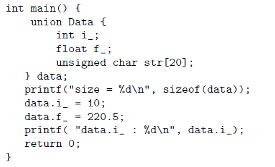 int main() {
    union Data {
        int i_;
        float f_;
        unsigned char str[20];
    } data;
    printf("size = %d\n", sizeof(data));
    data.i_ = 10;
    data.f_ = 220.5;
    printf( "data.i_ : %d\n", data.i_);
    return 0;
}